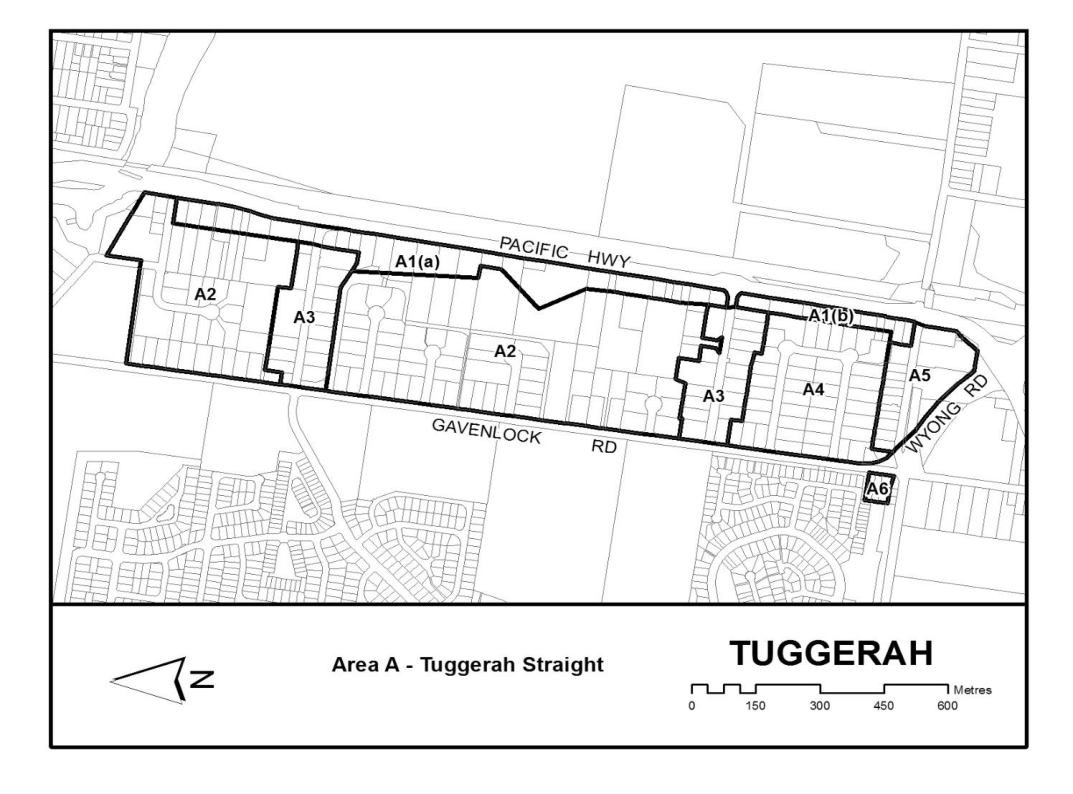 PACIFIC HWY
A1(a)
A2
A3
A1(b)
A2
A5
A4
A3
WYONG RD
GAVENLOCK RD
A6
N
Area A - Tuggerah Straight
TUGGERAH
Metres
0 150 300 450 600